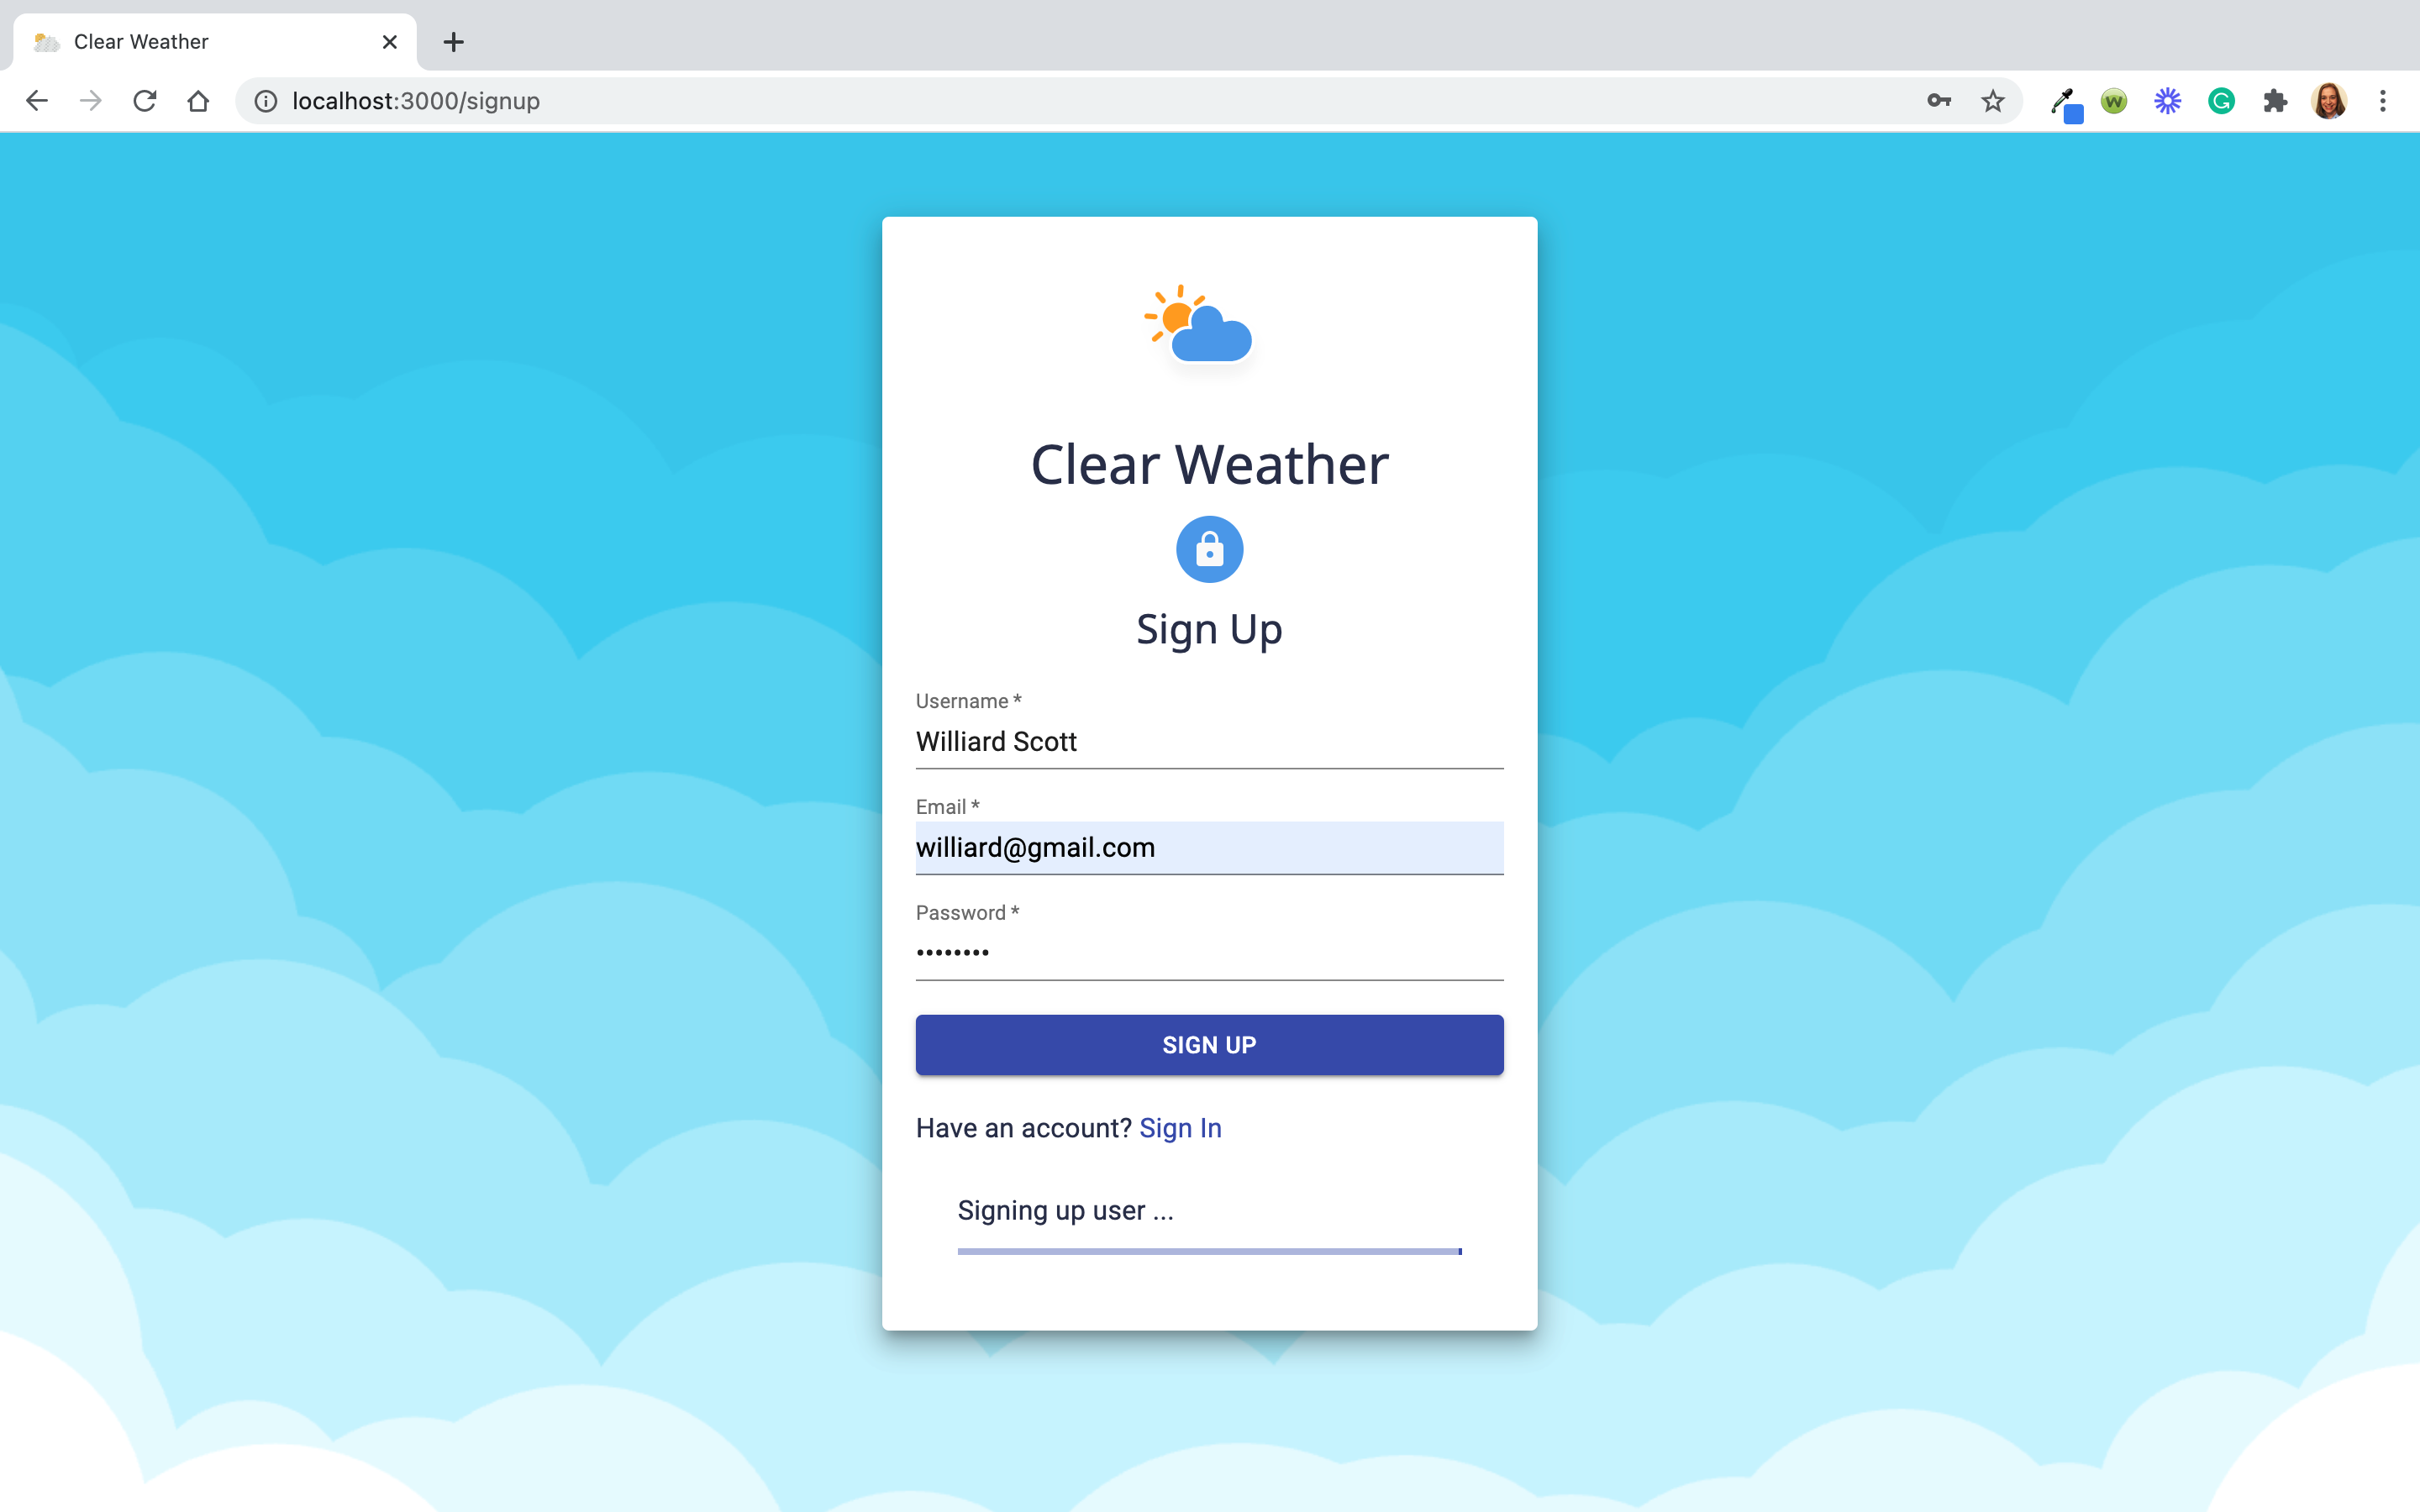 Clear Weather
localhost:3000/signup
W
G
Clear Weather
Sign Up
Username *
Williard Scott
Email *
williard@gmail.com
Password *
••••••••
SIGN UP
Have an account? Sign In
Signing up user ...